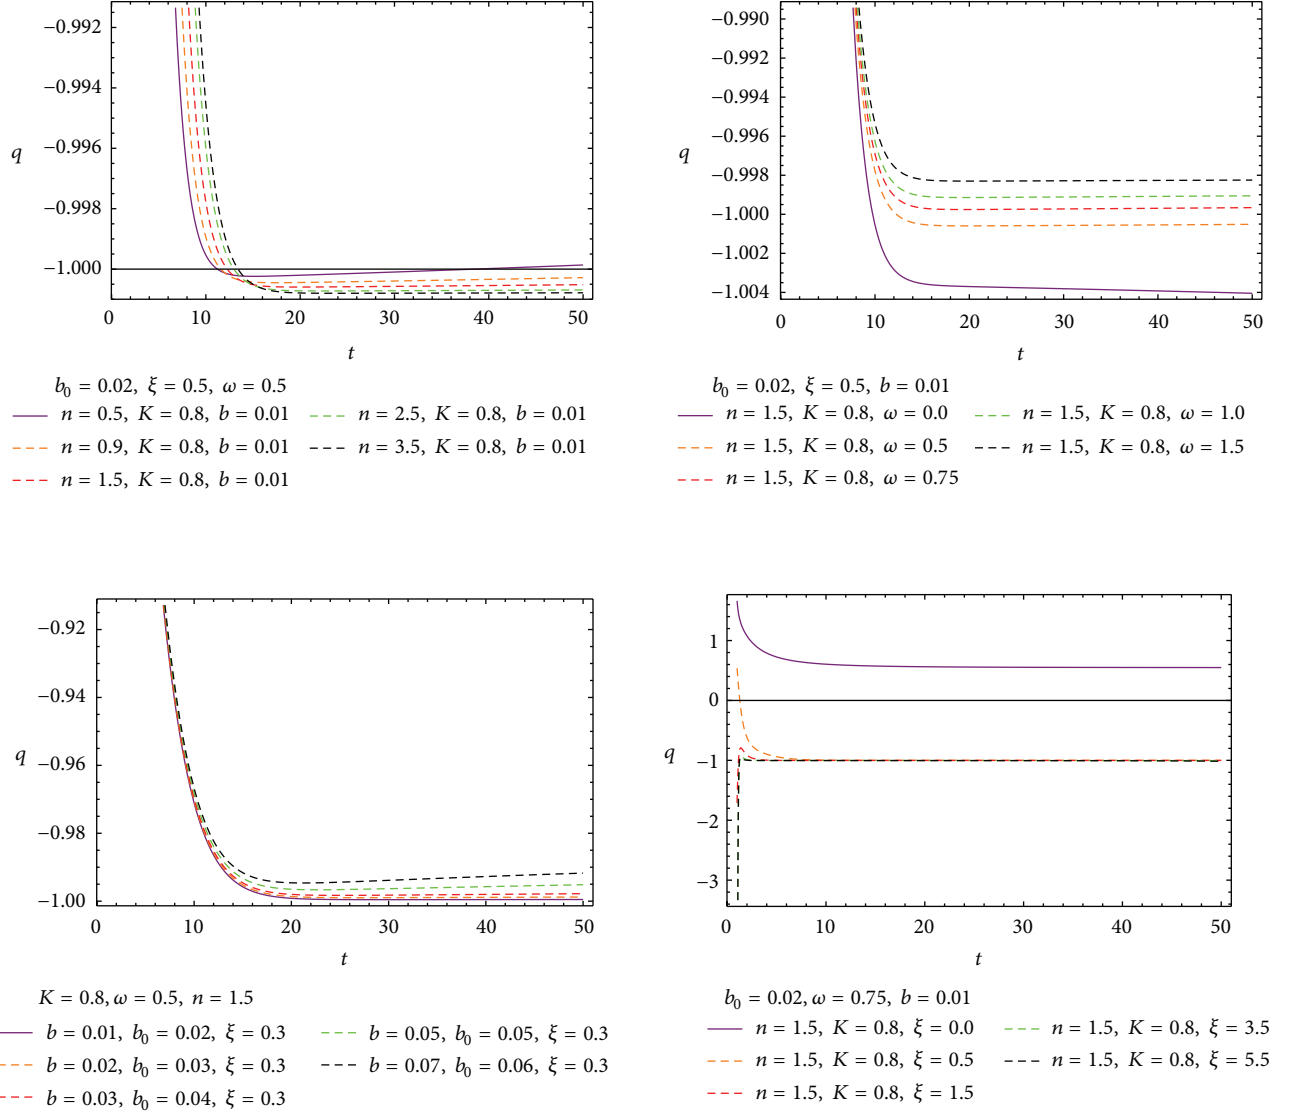 −0.992
−0.994
−0.996
−0.998
−1.000
q
0 10 20 30 40 50
t
b₀ = 0.02, ξ = 0.5, ω = 0.5
n = 0.5, K = 0.8, b = 0.01
n = 0.9, K = 0.8, b = 0.01
n = 1.5, K = 0.8, b = 0.01
n = 2.5, K = 0.8, b = 0.01
n = 3.5, K = 0.8, b = 0.01
−0.990
−0.992
−0.994
−0.996
−0.998
−1.000
−1.002
−1.004
q
0 10 20 30 40 50
t
b₀ = 0.02, ξ = 0.5, b = 0.01
n = 1.5, K = 0.8, ω = 0.0
n = 1.5, K = 0.8, ω = 0.5
n = 1.5, K = 0.8, ω = 0.75
n = 1.5, K = 0.8, ω = 1.0
n = 1.5, K = 0.8, ω = 1.5
−0.92
−0.94
−0.96
−0.98
−1.00
q
0 10 20 30 40 50
t
K = 0.8, ω = 0.5, n = 1.5
b = 0.01, b₀ = 0.02, ξ = 0.3
b = 0.02, b₀ = 0.03, ξ = 0.3
b = 0.03, b₀ = 0.04, ξ = 0.3
b = 0.05, b₀ = 0.05, ξ = 0.3
b = 0.07, b₀ = 0.06, ξ = 0.3
1
0
−1
−2
−3
q
0 10 20 30 40 50
t
b₀ = 0.02, ω = 0.75, b = 0.01
n = 1.5, K = 0.8, ξ = 0.0
n = 1.5, K = 0.8, ξ = 0.5
n = 1.5, K = 0.8, ξ = 1.5
n = 1.5, K = 0.8, ξ = 3.5
n = 1.5, K = 0.8, ξ = 5.5